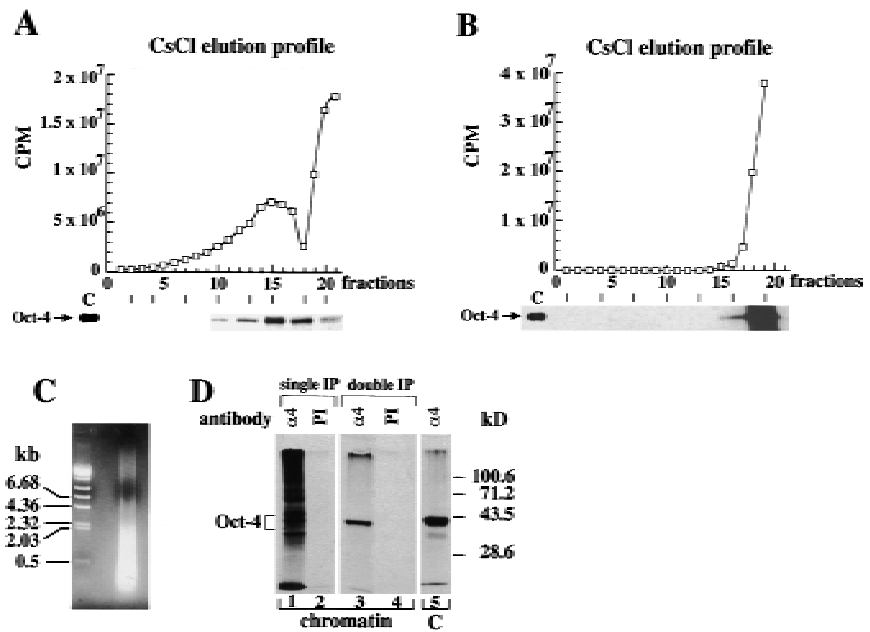 A
CsCl elution profile
CPM
2 x 10^7
1.5 x 10^7
1 x 10^7
5 x 10^6
0
5 10 15 20 fractions
C
Oct-4
B
CsCl elution profile
CPM
4 x 10^7
3 x 10^7
2 x 10^7
1 x 10^7
0
5 10 15 20 fractions
C
Oct-4
C
kb
6.68
4.36
2.32
2.03
0.5
D
single IP double IP
antibody α4 PI α4 PI α4 kD
100.6
71.2
43.5
28.6
Oct-4
1 2 3 4 5
chromatin C